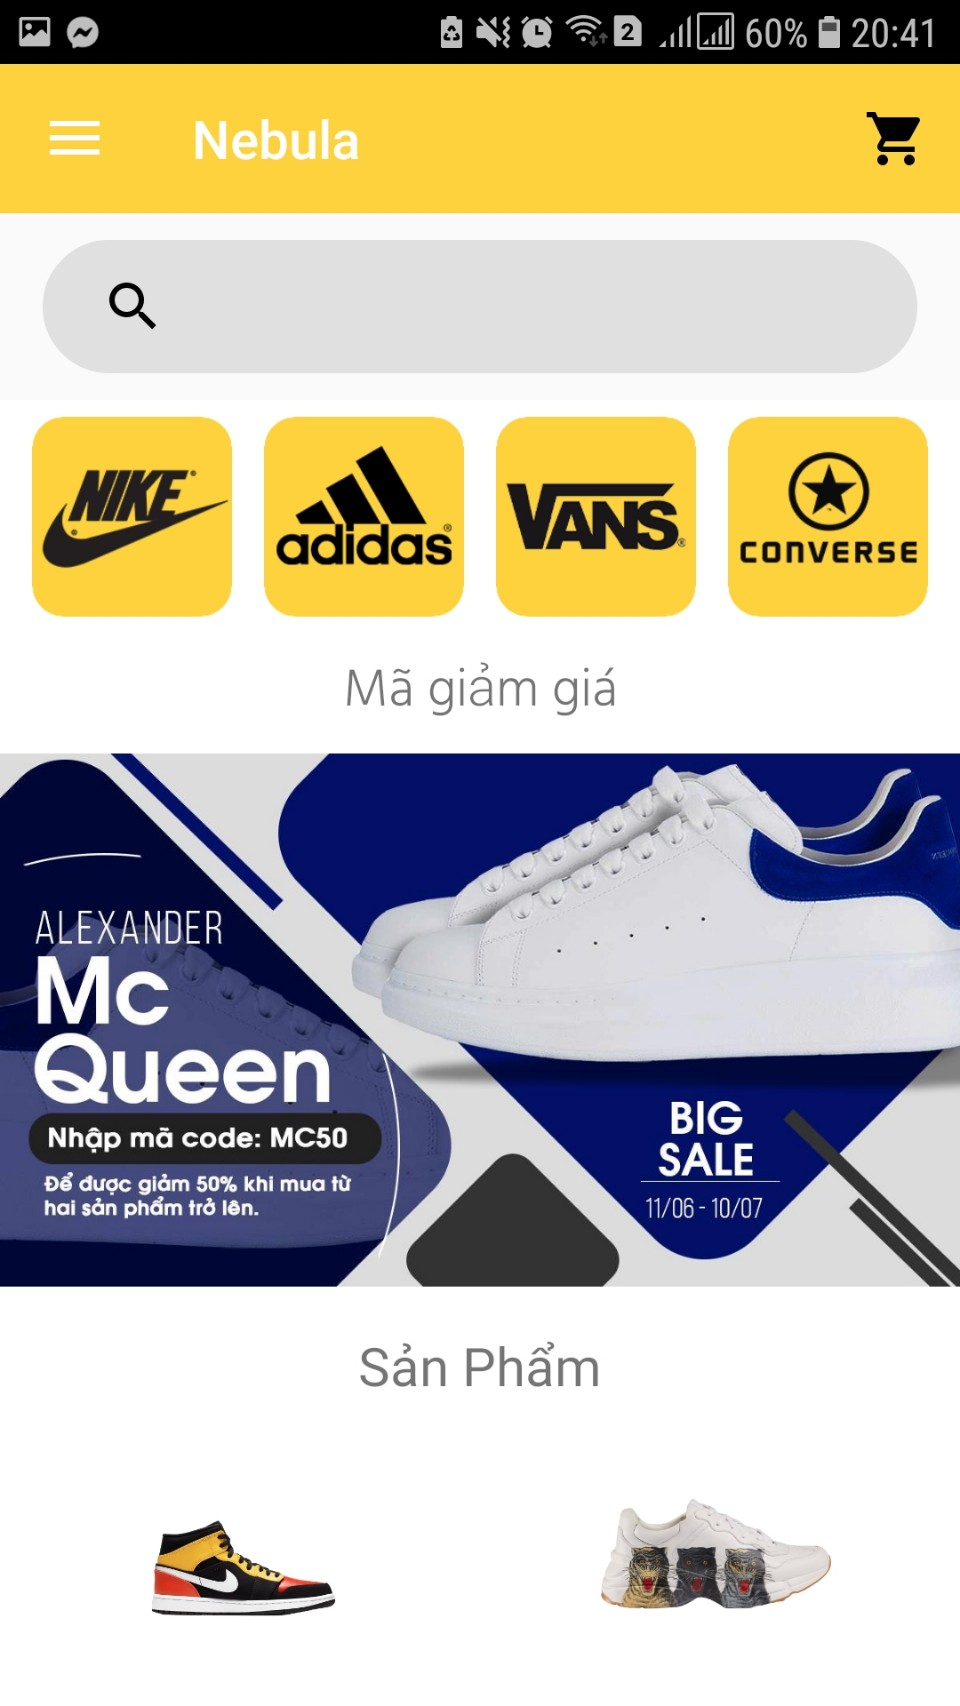 2 60% 20:41
Nebula
NIKE
adidas
VANS
CONVERSE
Mã giảm giá
ALEXANDER
Mc
Queen
Nhập mã code: MC50
Để được giảm 50% khi mua từ
hai sản phẩm trở lên.
BIG
SALE
11/06 - 10/07
Sản Phẩm